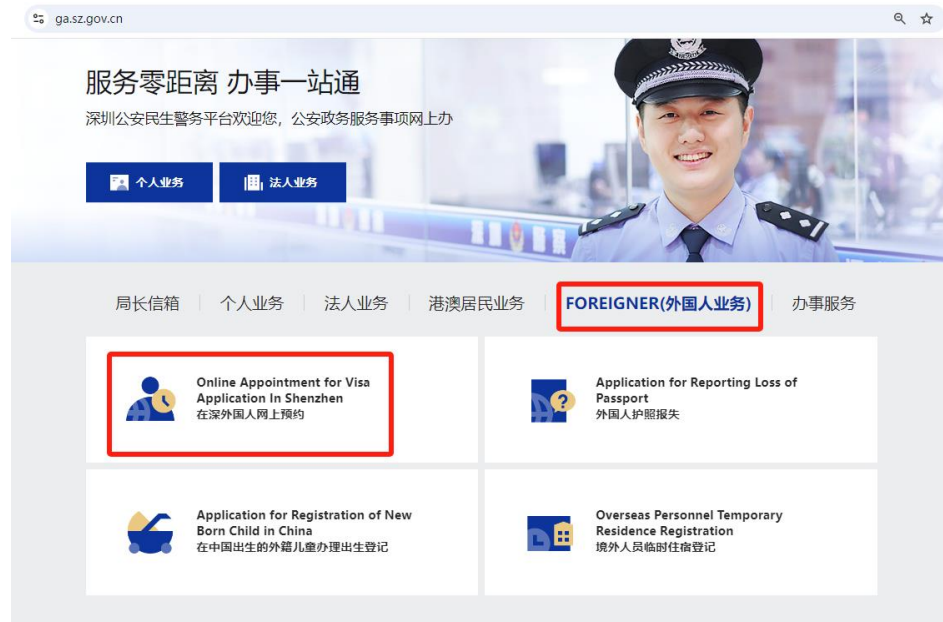 ga.sz.gov.cn
服务零距离 办事一站通
深圳公安民生警务平台欢迎您，公安政务服务事项网上办
个人业务
法人业务
局长信箱
个人业务
法人业务
港澳居民业务
FOREIGNER(外国人业务)
办事服务
Online Appointment for Visa
Application In Shenzhen
在深外国人网上预约
Application for Reporting Loss of
Passport
外国人护照报失
Application for Registration of New
Born Child in China
在中国出生的外籍儿童办理出生登记
Overseas Personnel Temporary
Residence Registration
境外人员临时住宿登记